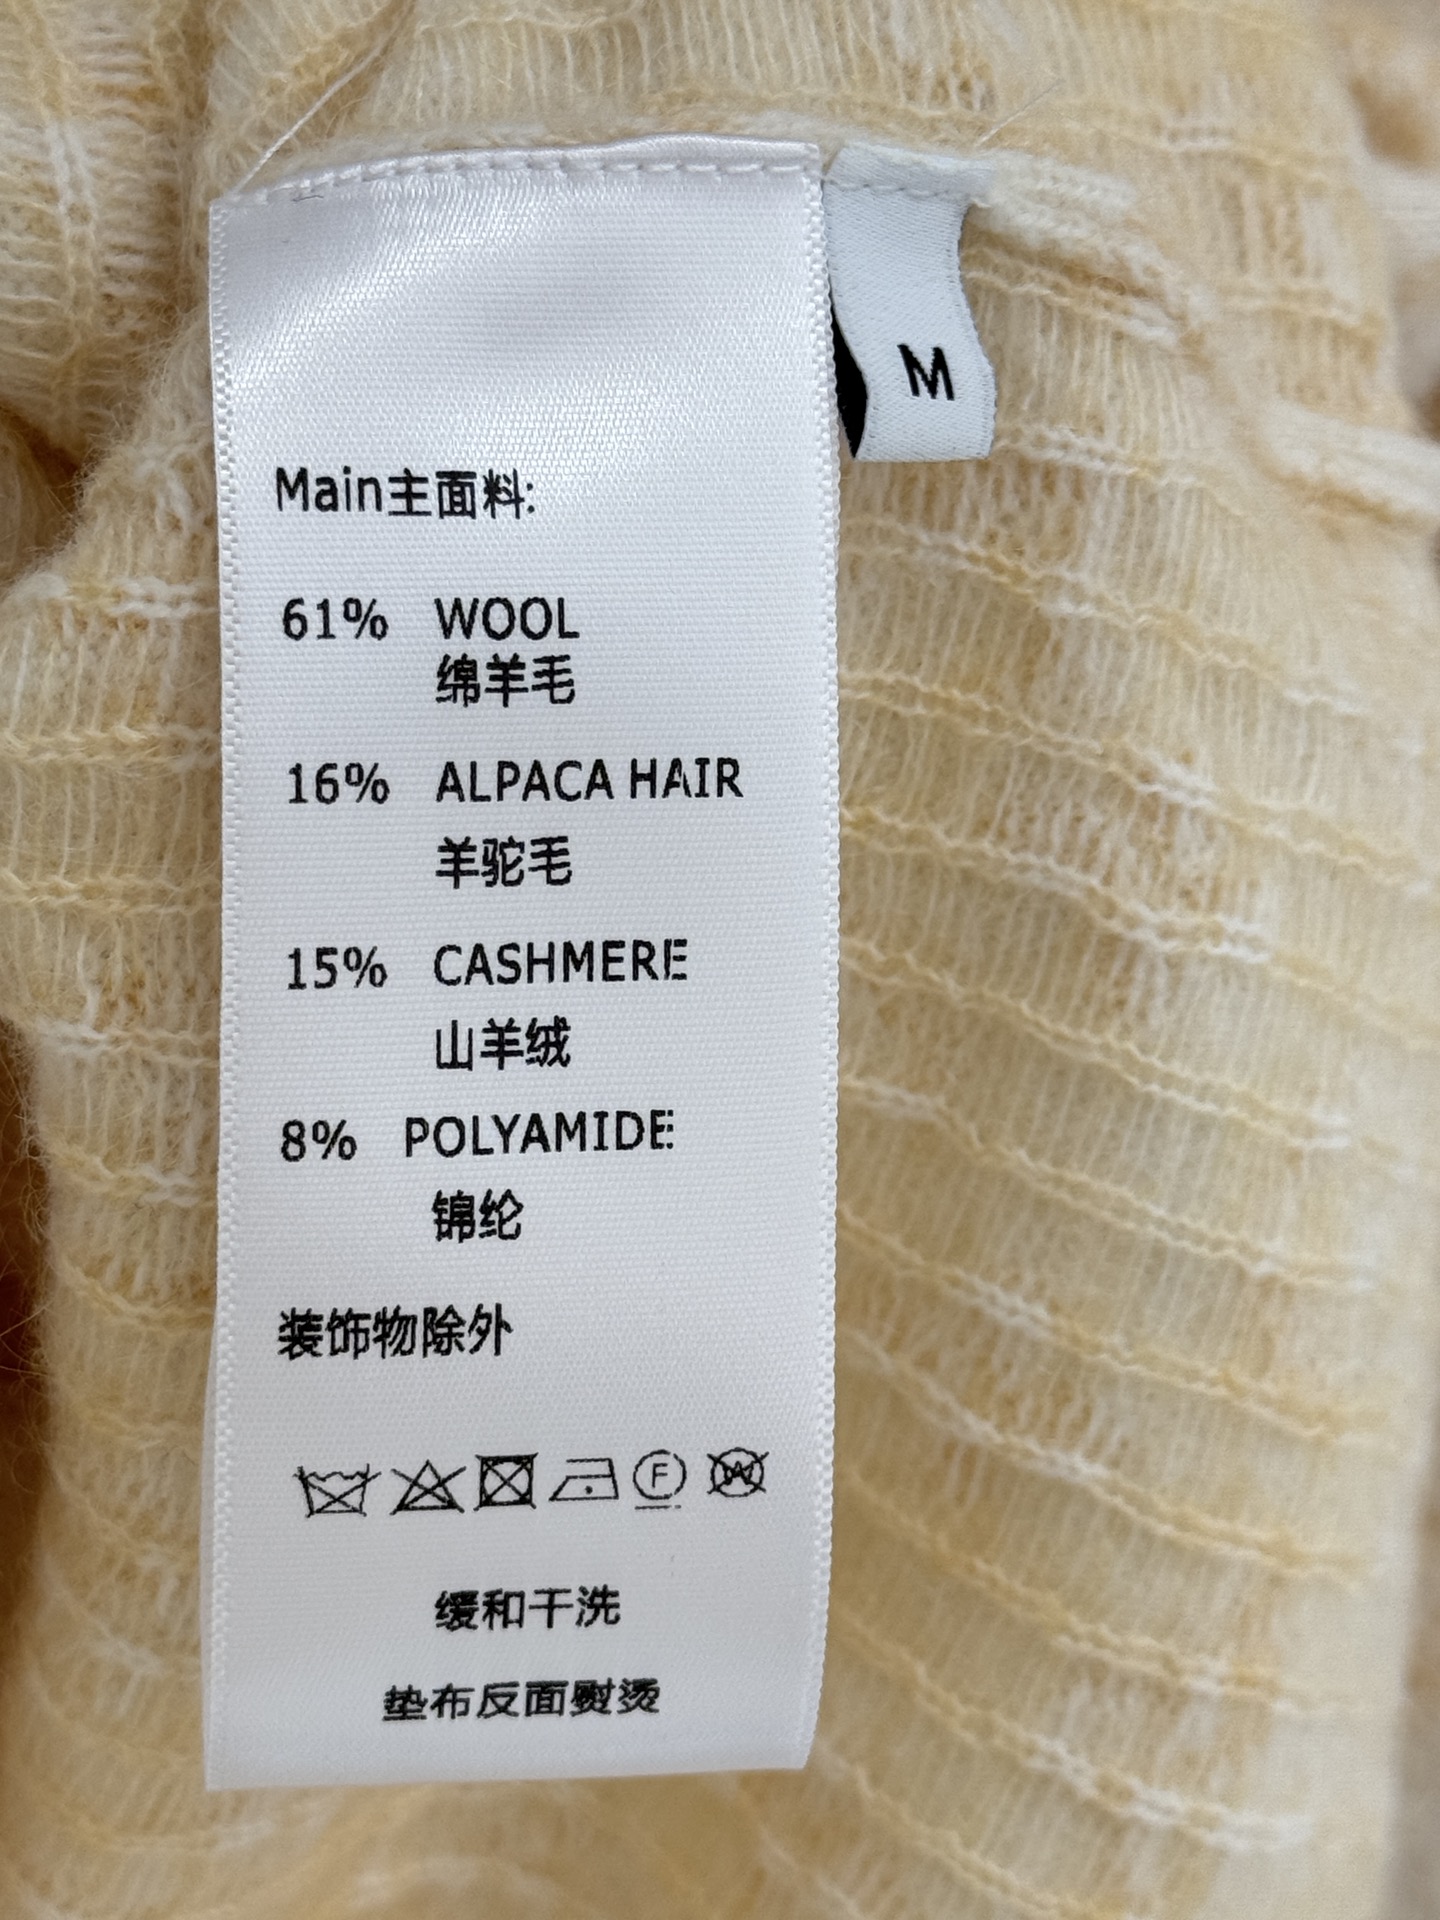 M
Main主面料:
61% WOOL
绵羊毛
16% ALPACA HAIR
羊驼毛
15% CASHMERE
山羊绒
8% POLYAMIDE
锦纶
装饰物除外
F W
缓和干洗
垫布反面熨烫